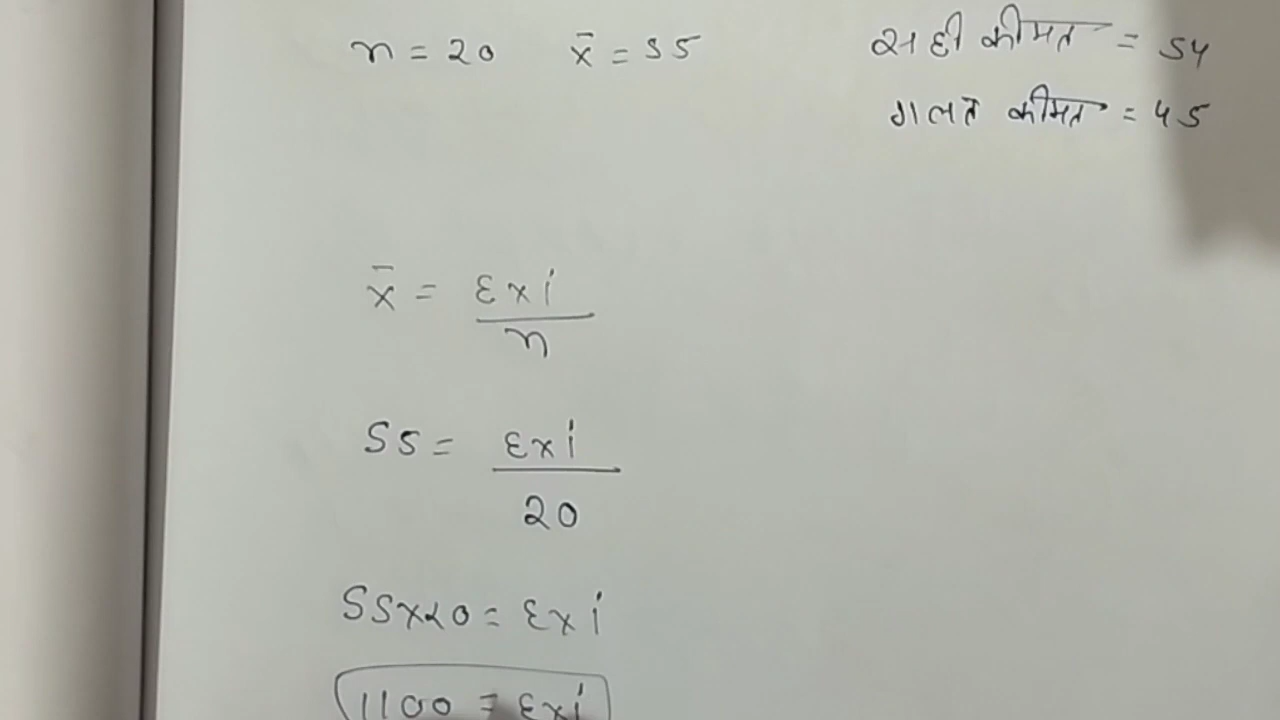 n = 20 x̄ = 55 सही कीमत = 54
गलत कीमत = 45
x̄ = Σxi
n
55 = Σxi
20
55×20 = Σxi
1100 = Σxi